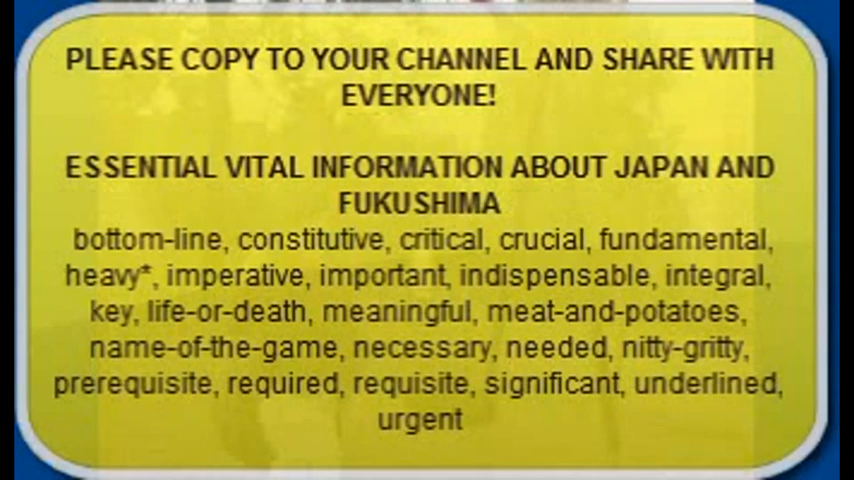 PLEASE COPY TO YOUR CHANNEL AND SHARE WITH
EVERYONE!
ESSENTIAL VITAL INFORMATION ABOUT JAPAN AND
FUKUSHIMA
bottom-line, constitutive, critical, crucial, fundamental,
heavy*, imperative, important, indispensable, integral,
key, life-or-death, meaningful, meat-and-potatoes,
name-of-the-game, necessary, needed, nitty-gritty,
prerequisite, required, requisite, significant, underlined,
urgent